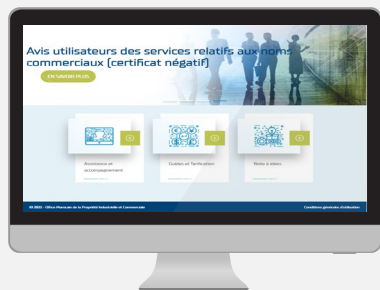 Avis utilisateurs des services relatifs aux noms
commerciaux (certificat négatif)
EN SAVOIR PLUS
Assistance et
accompagnement
Guides et Tarification
Boite à idées
Office Marocain de la Propriété Industrielle et Commerciale
Conditions générales d'utilisation